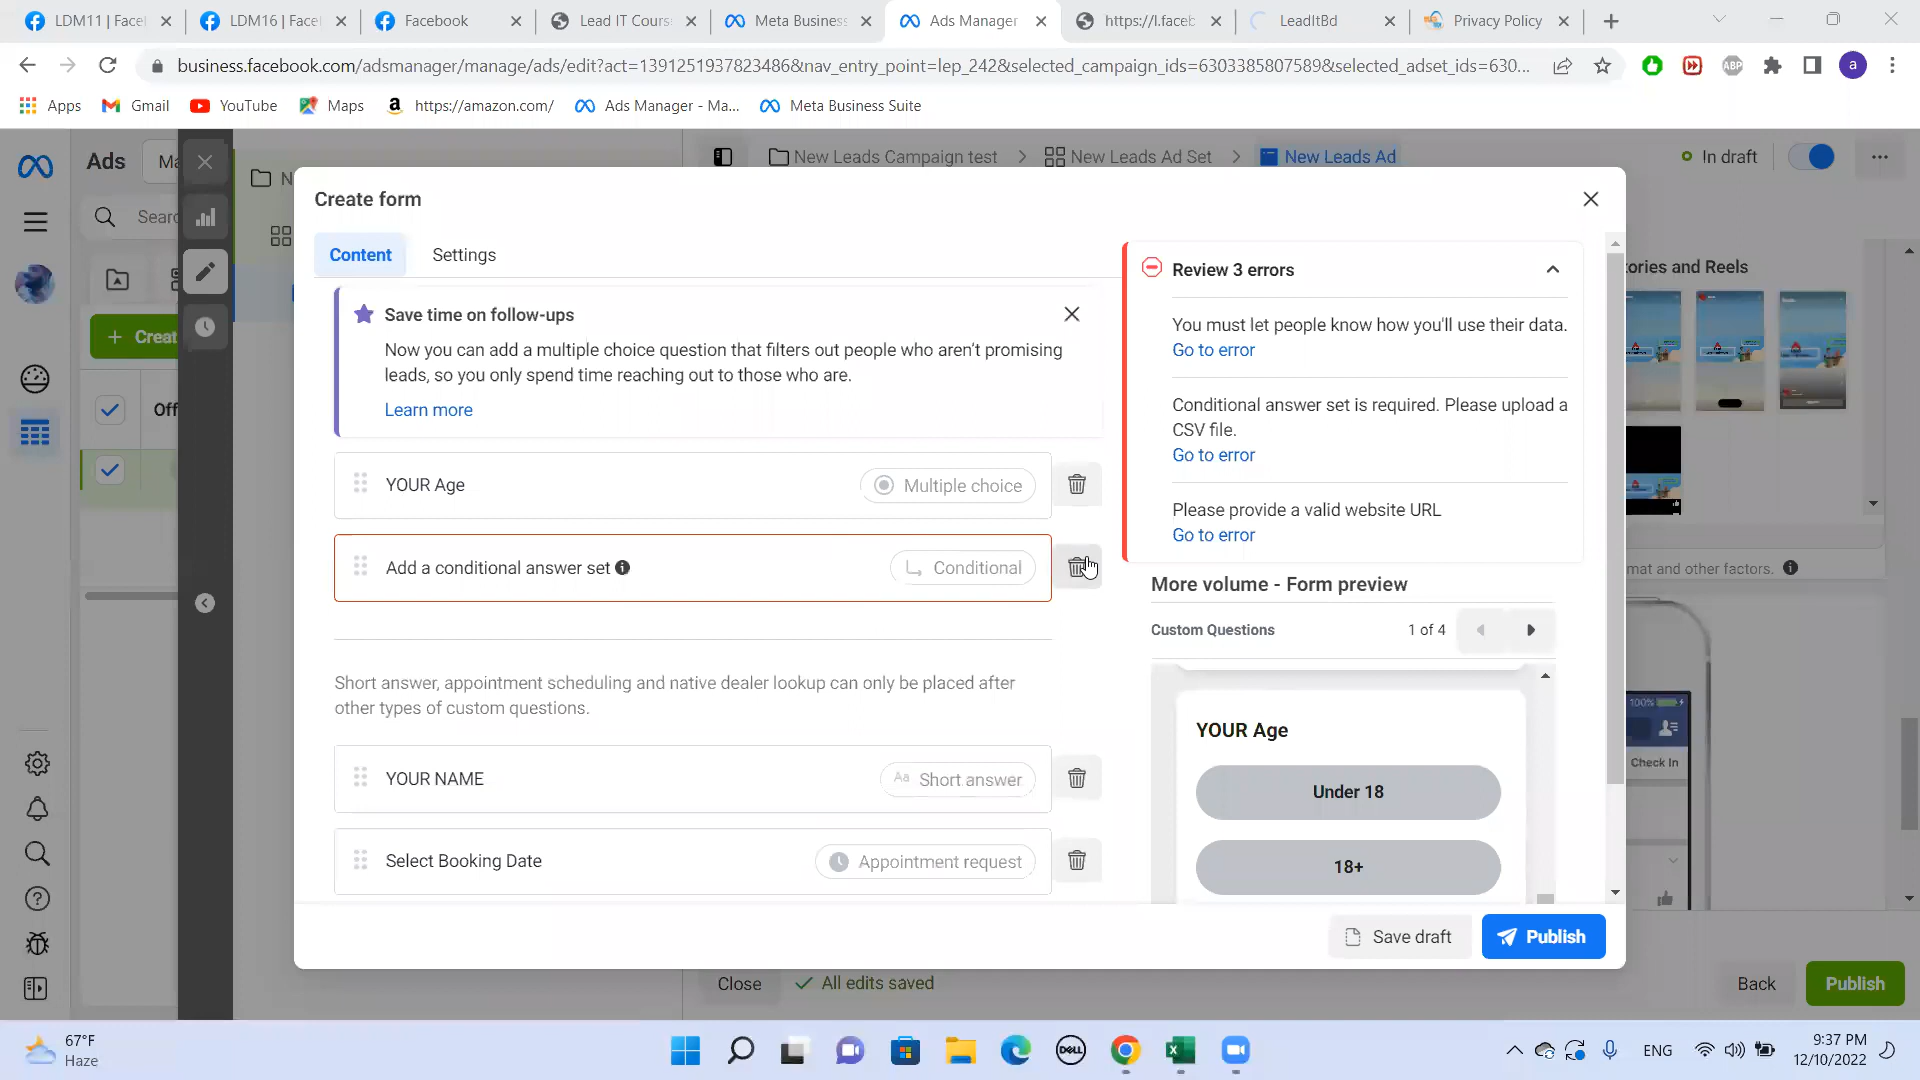 LDM11 | Facel
LDM16 | Facel
Facebook
Lead IT Cours
Meta Business
Ads Manager
https://l.faceb
LeadItBd
Privacy Policy
business.facebook.com/adsmanager/manage/ads/edit?act=1391251937823486&nav_entry_point=lep_242&selected_campaign_ids=6303385807589&selected_adset_ids=630...
ABP
a
Apps
Gmail
YouTube
Maps
https://amazon.com/
Ads Manager - Ma...
Meta Business Suite
Ads
Ma
New Leads Campaign test
New Leads Ad Set
New Leads Ad
In draft
N
Searc
Creat
Off
Create form
Content
Settings
Save time on follow-ups
Now you can add a multiple choice question that filters out people who aren't promising
leads, so you only spend time reaching out to those who are.
Learn more
YOUR Age
Multiple choice
Add a conditional answer set
Conditional
Short answer, appointment scheduling and native dealer lookup can only be placed after
other types of custom questions.
YOUR NAME
Aa Short answer
Select Booking Date
Appointment request
Review 3 errors
You must let people know how you'll use their data.
Go to error
Conditional answer set is required. Please upload a
CSV file.
Go to error
Please provide a valid website URL
Go to error
More volume - Form preview
Custom Questions
1 of 4
YOUR Age
Under 18
18+
Save draft
Publish
ories and Reels
mat and other factors.
100%
Check In
Close
All edits saved
Back
Publish
67°F
Haze
DELL
ENG
9:37 PM
12/10/2022